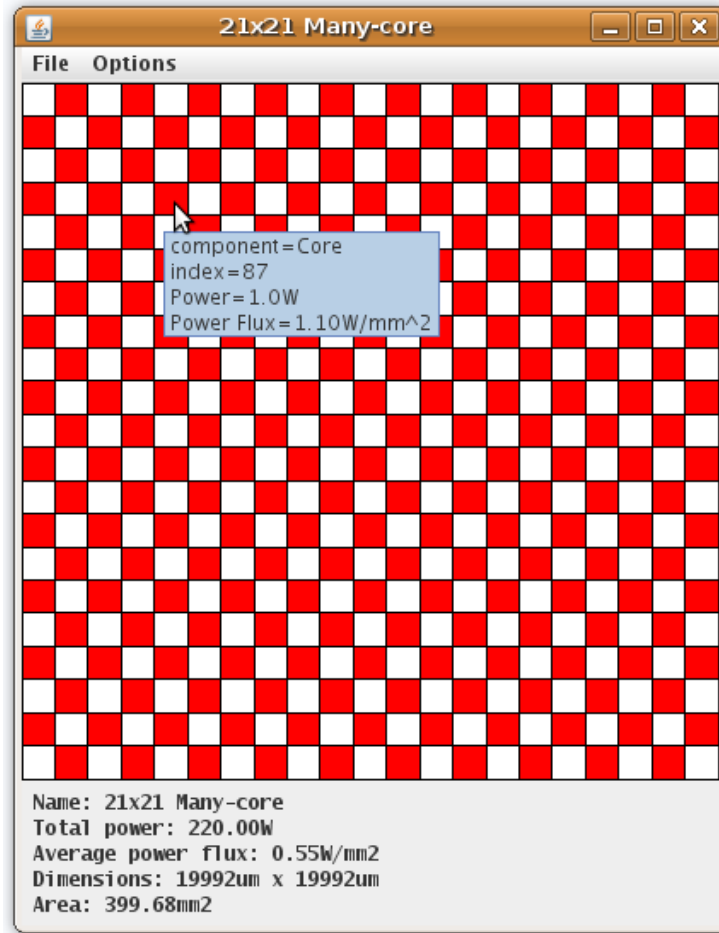 21x21 Many-core
File Options
component=Core
index=87
Power=1.0W
Power Flux=1.10W/mm^2
Name: 21x21 Many-core
Total power: 220.00W
Average power flux: 0.55W/mm2
Dimensions: 19992um x 19992um
Area: 399.68mm2